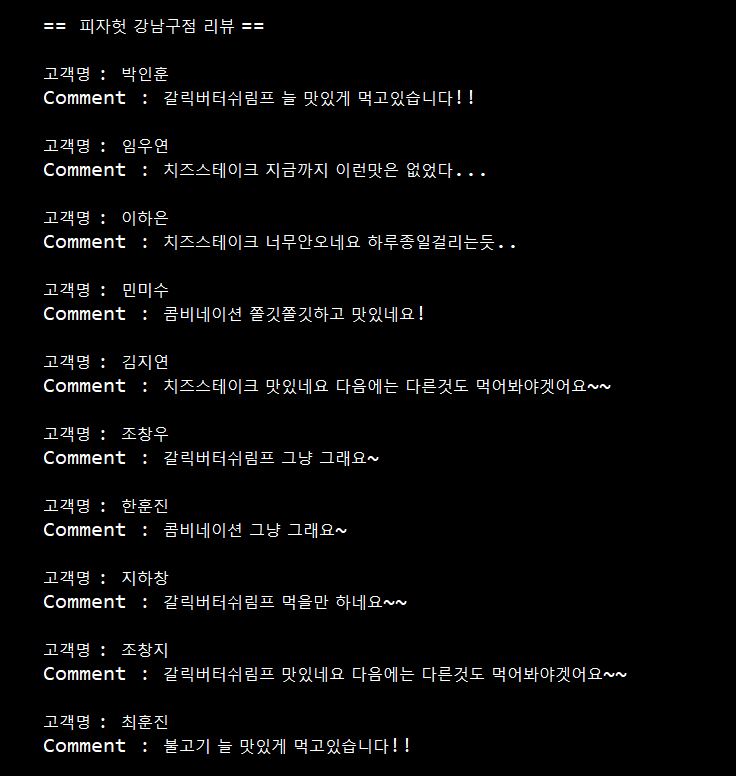 == 피자헛 강남구점 리뷰 ==
고객명 : 박인훈
Comment : 갈릭버터쉬림프 늘 맛있게 먹고있습니다!!
고객명 : 임우연
Comment : 치즈스테이크 지금까지 이런맛은 없었다...
고객명 : 이하은
Comment : 치즈스테이크 너무안오네요 하루종일걸리는듯..
고객명 : 민미수
Comment : 콤비네이션 쫄깃쫄깃하고 맛있네요!
고객명 : 김지연
Comment : 치즈스테이크 맛있네요 다음에는 다른것도 먹어봐야겟어요~~
고객명 : 조창우
Comment : 갈릭버터쉬림프 그냥 그래요~
고객명 : 한훈진
Comment : 콤비네이션 그냥 그래요~
고객명 : 지하창
Comment : 갈릭버터쉬림프 먹을만 하네요~~
고객명 : 조창지
Comment : 갈릭버터쉬림프 맛있네요 다음에는 다른것도 먹어봐야겟어요~~
고객명 : 최훈진
Comment : 불고기 늘 맛있게 먹고있습니다!!